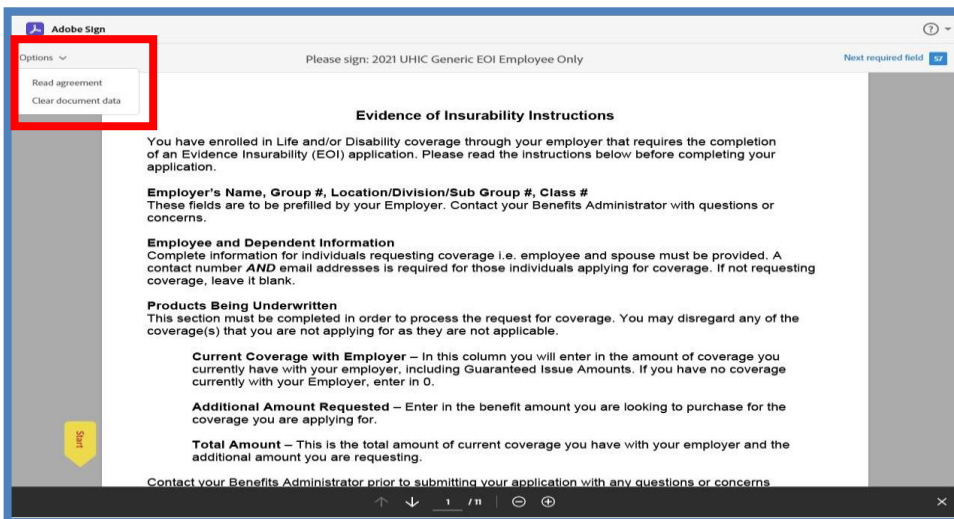 Adobe Sign
?
Options
Please sign: 2021 UHIC Generic EOI Employee Only
Next required field 57
Read agreement
Clear document data
Evidence of Insurability Instructions
You have enrolled in Life and/or Disability coverage through your employer that requires the completion
of an Evidence Insurability (EOI) application. Please read the instructions below before completing your
application.
Employer's Name, Group #, Location/Division/Sub Group #, Class #
These fields are to be prefilled by your Employer. Contact your Benefits Administrator with questions or
concerns.
Employee and Dependent Information
Complete information for individuals requesting coverage i.e. employee and spouse must be provided. A
contact number AND email addresses is required for those individuals applying for coverage. If not requesting
coverage, leave it blank.
Products Being Underwritten
This section must be completed in order to process the request for coverage. You may disregard any of the
coverage(s) that you are not applying for as they are not applicable.
Current Coverage with Employer – In this column you will enter in the amount of coverage you
currently have with your employer, including Guaranteed Issue Amounts. If you have no coverage
currently with your Employer, enter in 0.
Additional Amount Requested – Enter in the benefit amount you are looking to purchase for the
coverage you are applying for.
Start
Total Amount – This is the total amount of current coverage you have with your employer and the
additional amount you are requesting.
Contact your Benefits Administrator prior to submitting your application with any questions or concerns
1 / 11